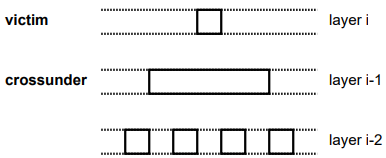 victim layer i
crossunder layer i-1
layer i-2